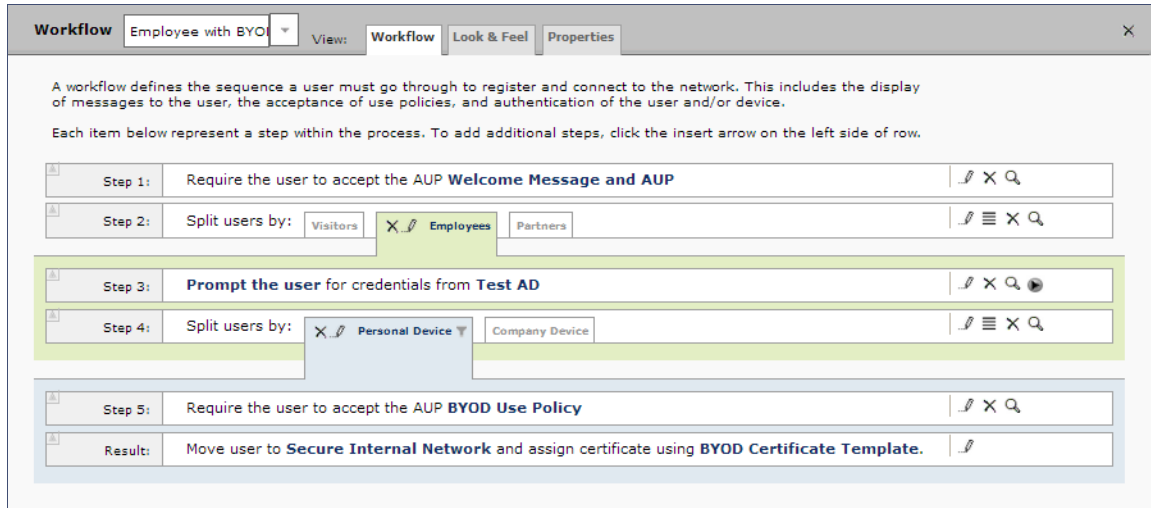 Workflow Employee with BYO View: Workflow Look & Feel Properties
A workflow defines the sequence a user must go through to register and connect to the network. This includes the display
of messages to the user, the acceptance of use policies, and authentication of the user and/or device.
Each item below represent a step within the process. To add additional steps, click the insert arrow on the left side of row.
Step 1: Require the user to accept the AUP Welcome Message and AUP
Step 2: Split users by: Visitors Employees Partners
Step 3: Prompt the user for credentials from Test AD
Step 4: Split users by: Personal Device Company Device
Step 5: Require the user to accept the AUP BYOD Use Policy
Result: Move user to Secure Internal Network and assign certificate using BYOD Certificate Template.